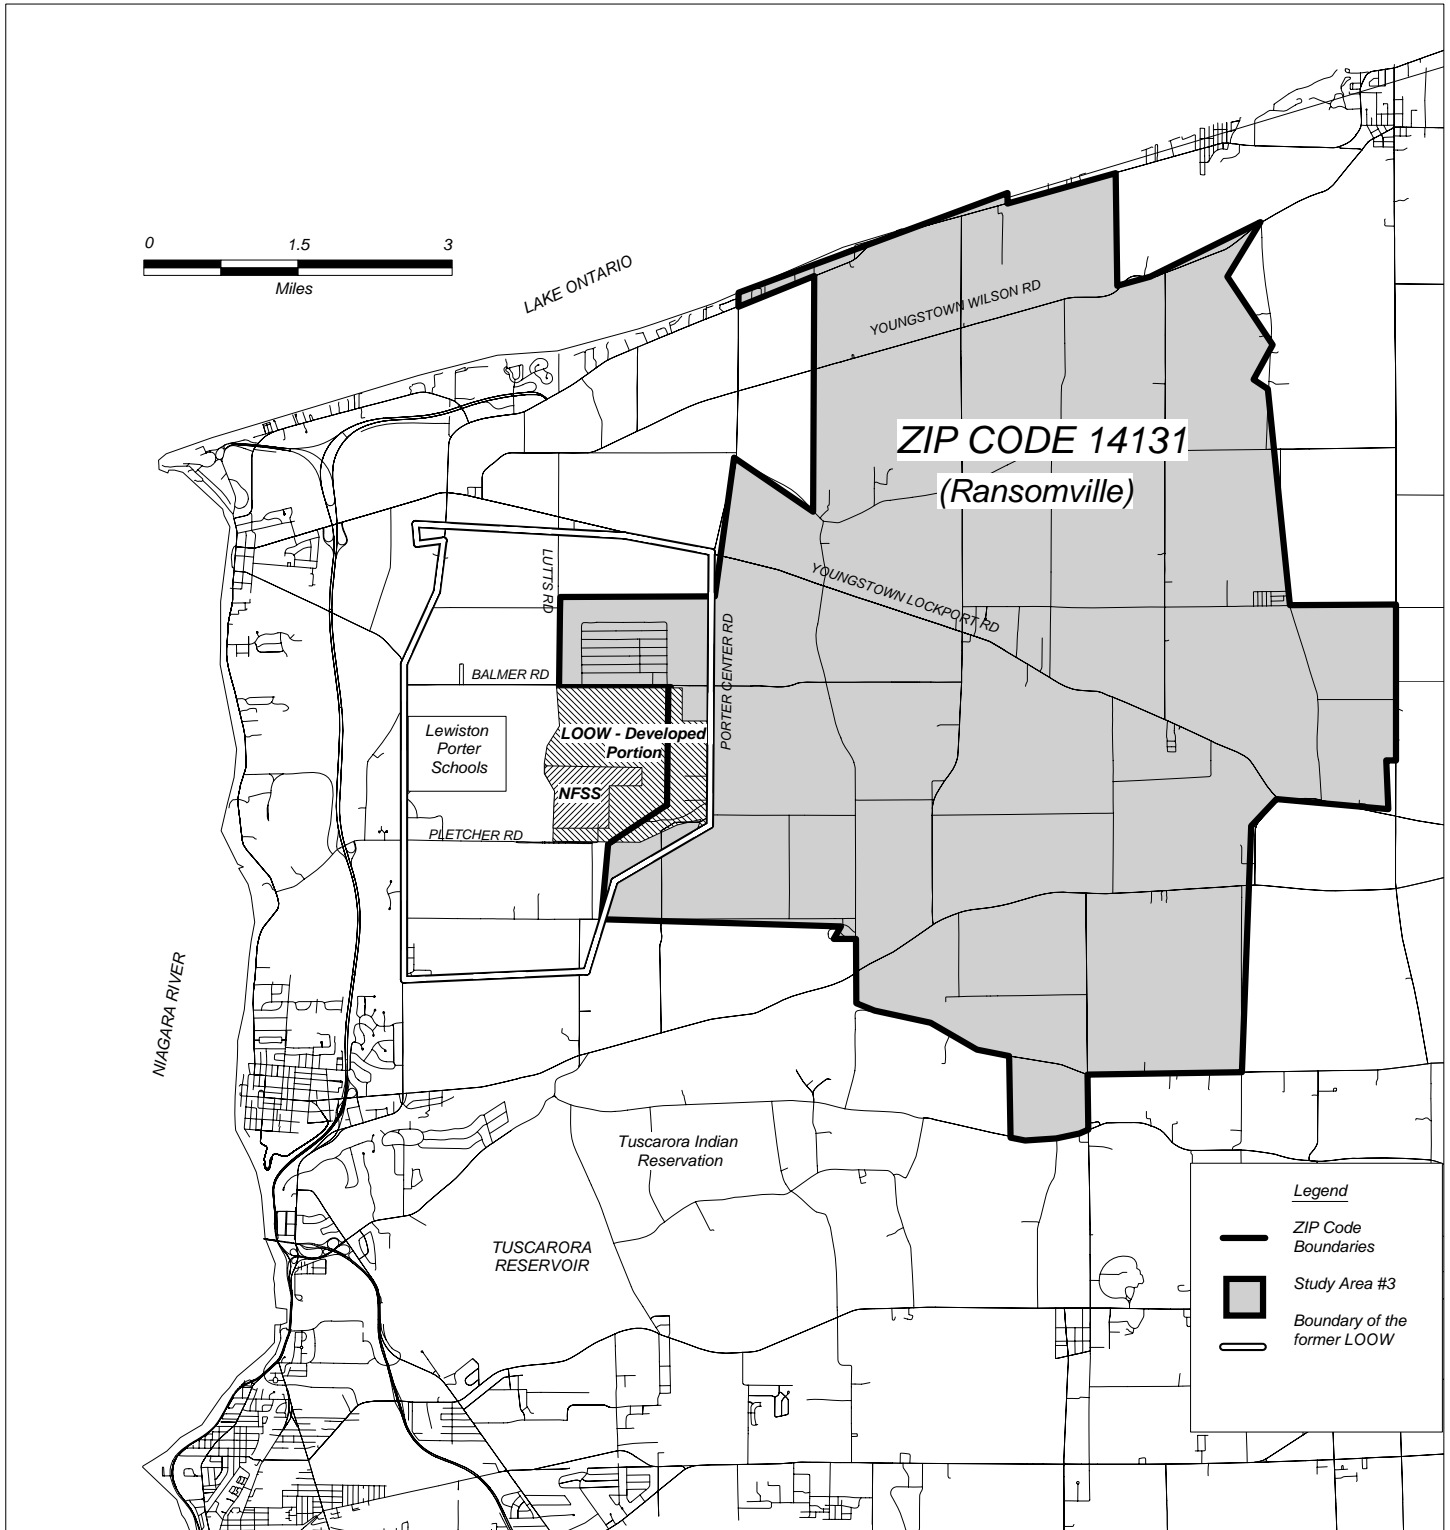 0 1.5 3
Miles
LAKE ONTARIO
YOUNGSTOWN WILSON RD
ZIP CODE 14131
(Ransomville)
LUTTS RD
YOUNGSTOWN LOCKPORT RD
PORTER CENTER RD
BALMER RD
Lewiston
Porter
Schools
LOOW - Developed
Portion
NFSS
PLETCHER RD
NIAGARA RIVER
Tuscarora Indian
Reservation
TUSCARORA
RESERVOIR
Legend
ZIP Code
Boundaries
Study Area #3
Boundary of the
former LOOW